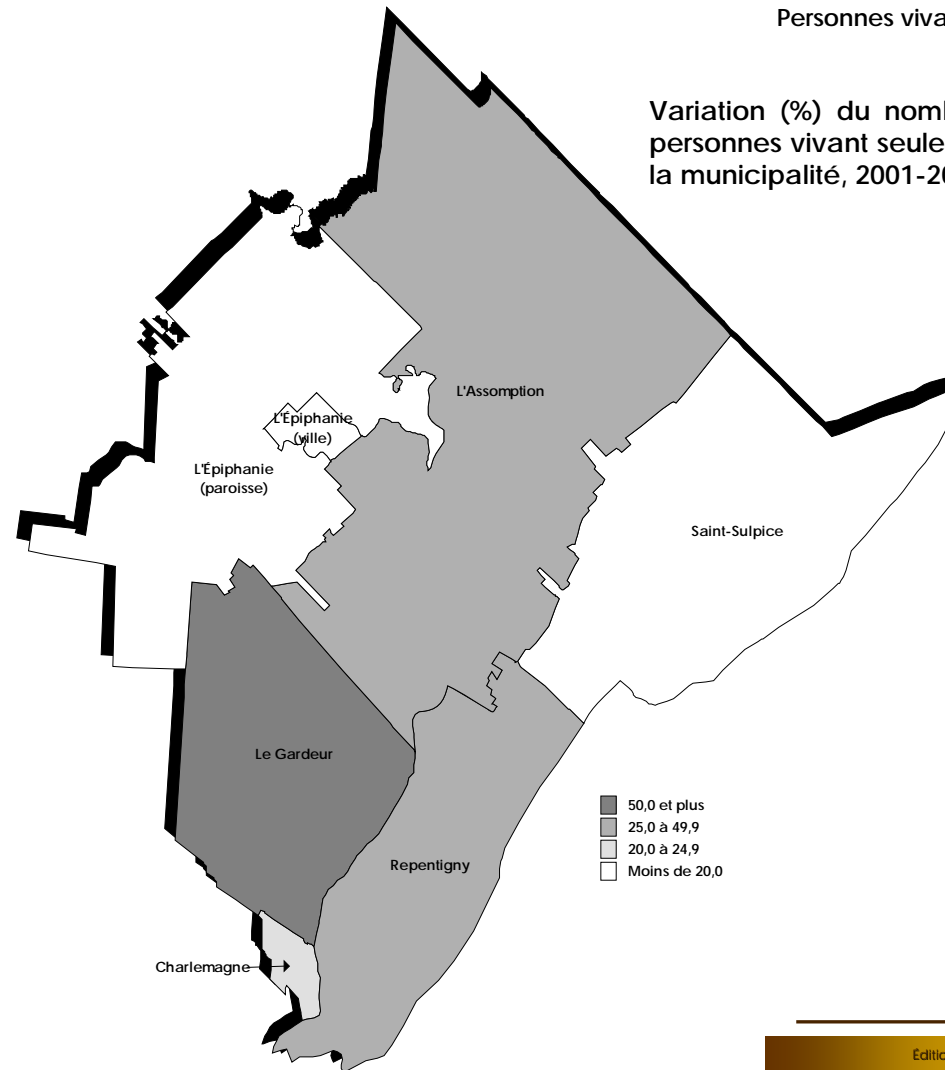 Personnes viva
Variation (%) du nom
personnes vivant seule
la municipalité, 2001-20
L'Assomption
L'Épiphanie
(ville)
L'Épiphanie
(paroisse)
Saint-Sulpice
Le Gardeur
50,0 et plus
25,0 à 49,9
20,0 à 24,9
Moins de 20,0
Repentigny
Charlemagne
Éditio